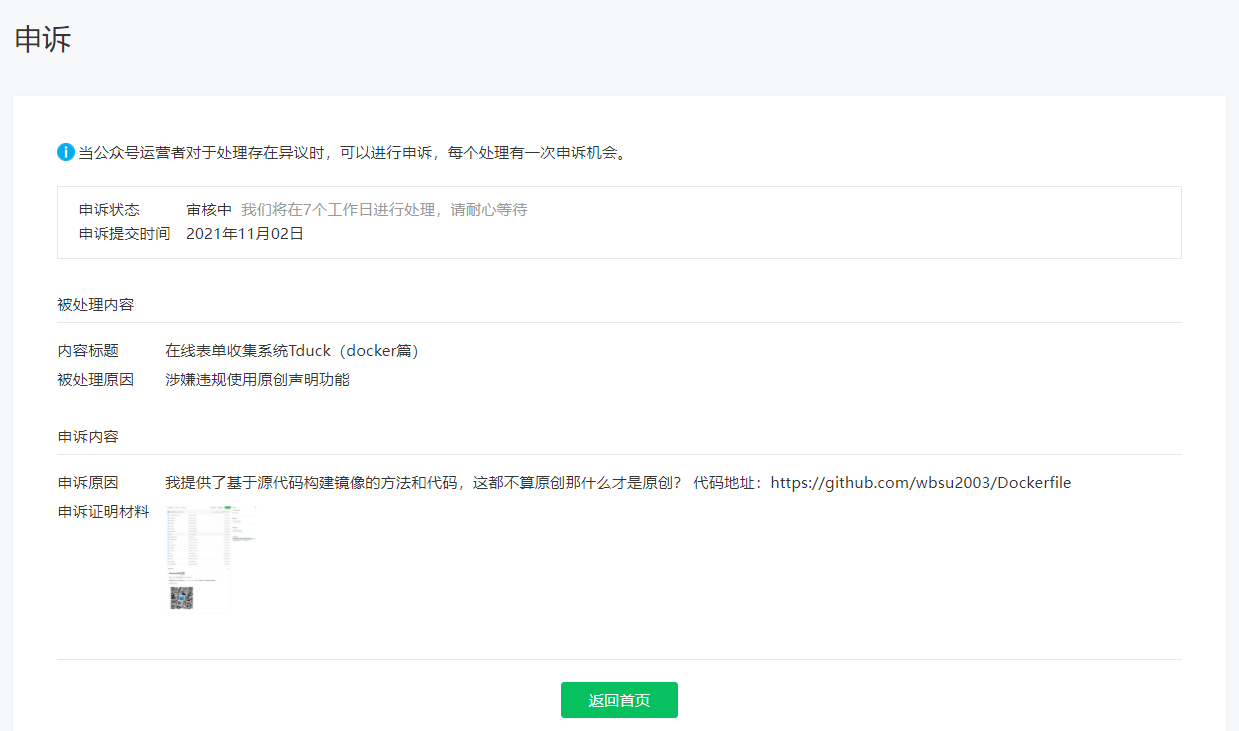 申诉
当公众号运营者对于处理存在异议时，可以进行申诉，每个处理有一次申诉机会。
申诉状态 审核中 我们将在7个工作日进行处理，请耐心等待
申诉提交时间 2021年11月02日
被处理内容
内容标题 在线表单收集系统Tduck（docker篇）
被处理原因 涉嫌违规使用原创声明功能
申诉内容
申诉原因 我提供了基于源代码构建镜像的方法和代码，这都不算原创那什么才是原创？ 代码地址：https://github.com/wbsu2003/Dockerfile
申诉证明材料
返回首页